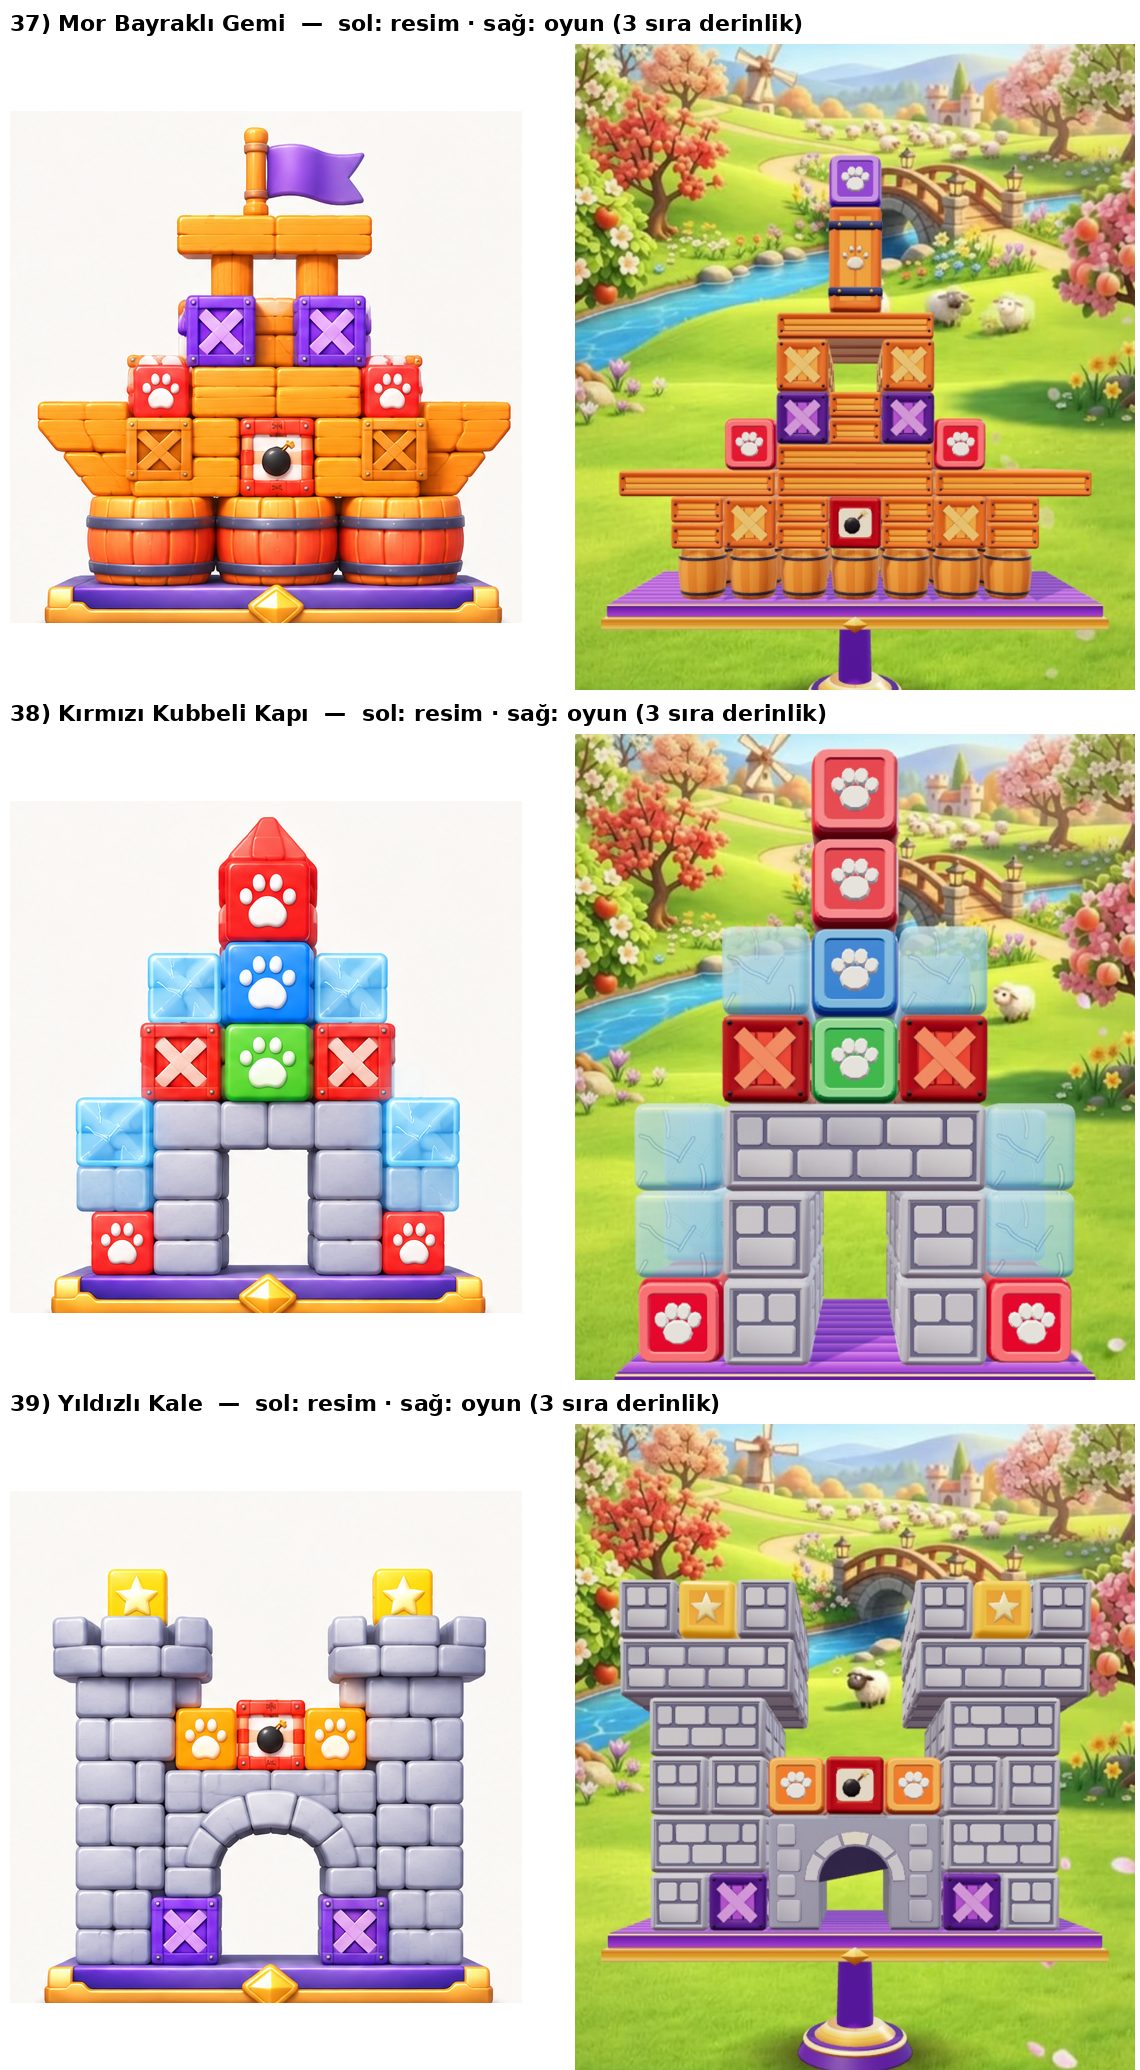 37) Mor Bayraklı Gemi — sol: resim · sağ: oyun (3 sıra derinlik)
38) Kırmızı Kubbeli Kapı — sol: resim · sağ: oyun (3 sıra derinlik)
39) Yıldızlı Kale — sol: resim · sağ: oyun (3 sıra derinlik)